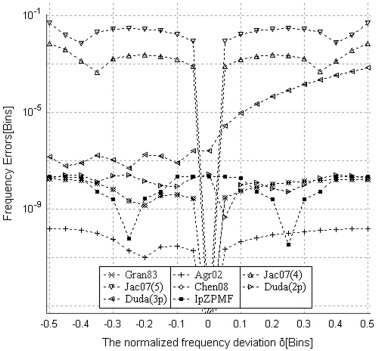 10^-1
10^-5
10^-9
Frequency Errors[Bins]
Gran83 Agr02 Jac07(4)
Jac07(5) Chen08 Duda(2p)
Duda(3p) IpZPMF
-0.5 -0.4 -0.3 -0.2 -0.1 0 0.1 0.2 0.3 0.4 0.5
The normalized frequency deviation δ[Bins]